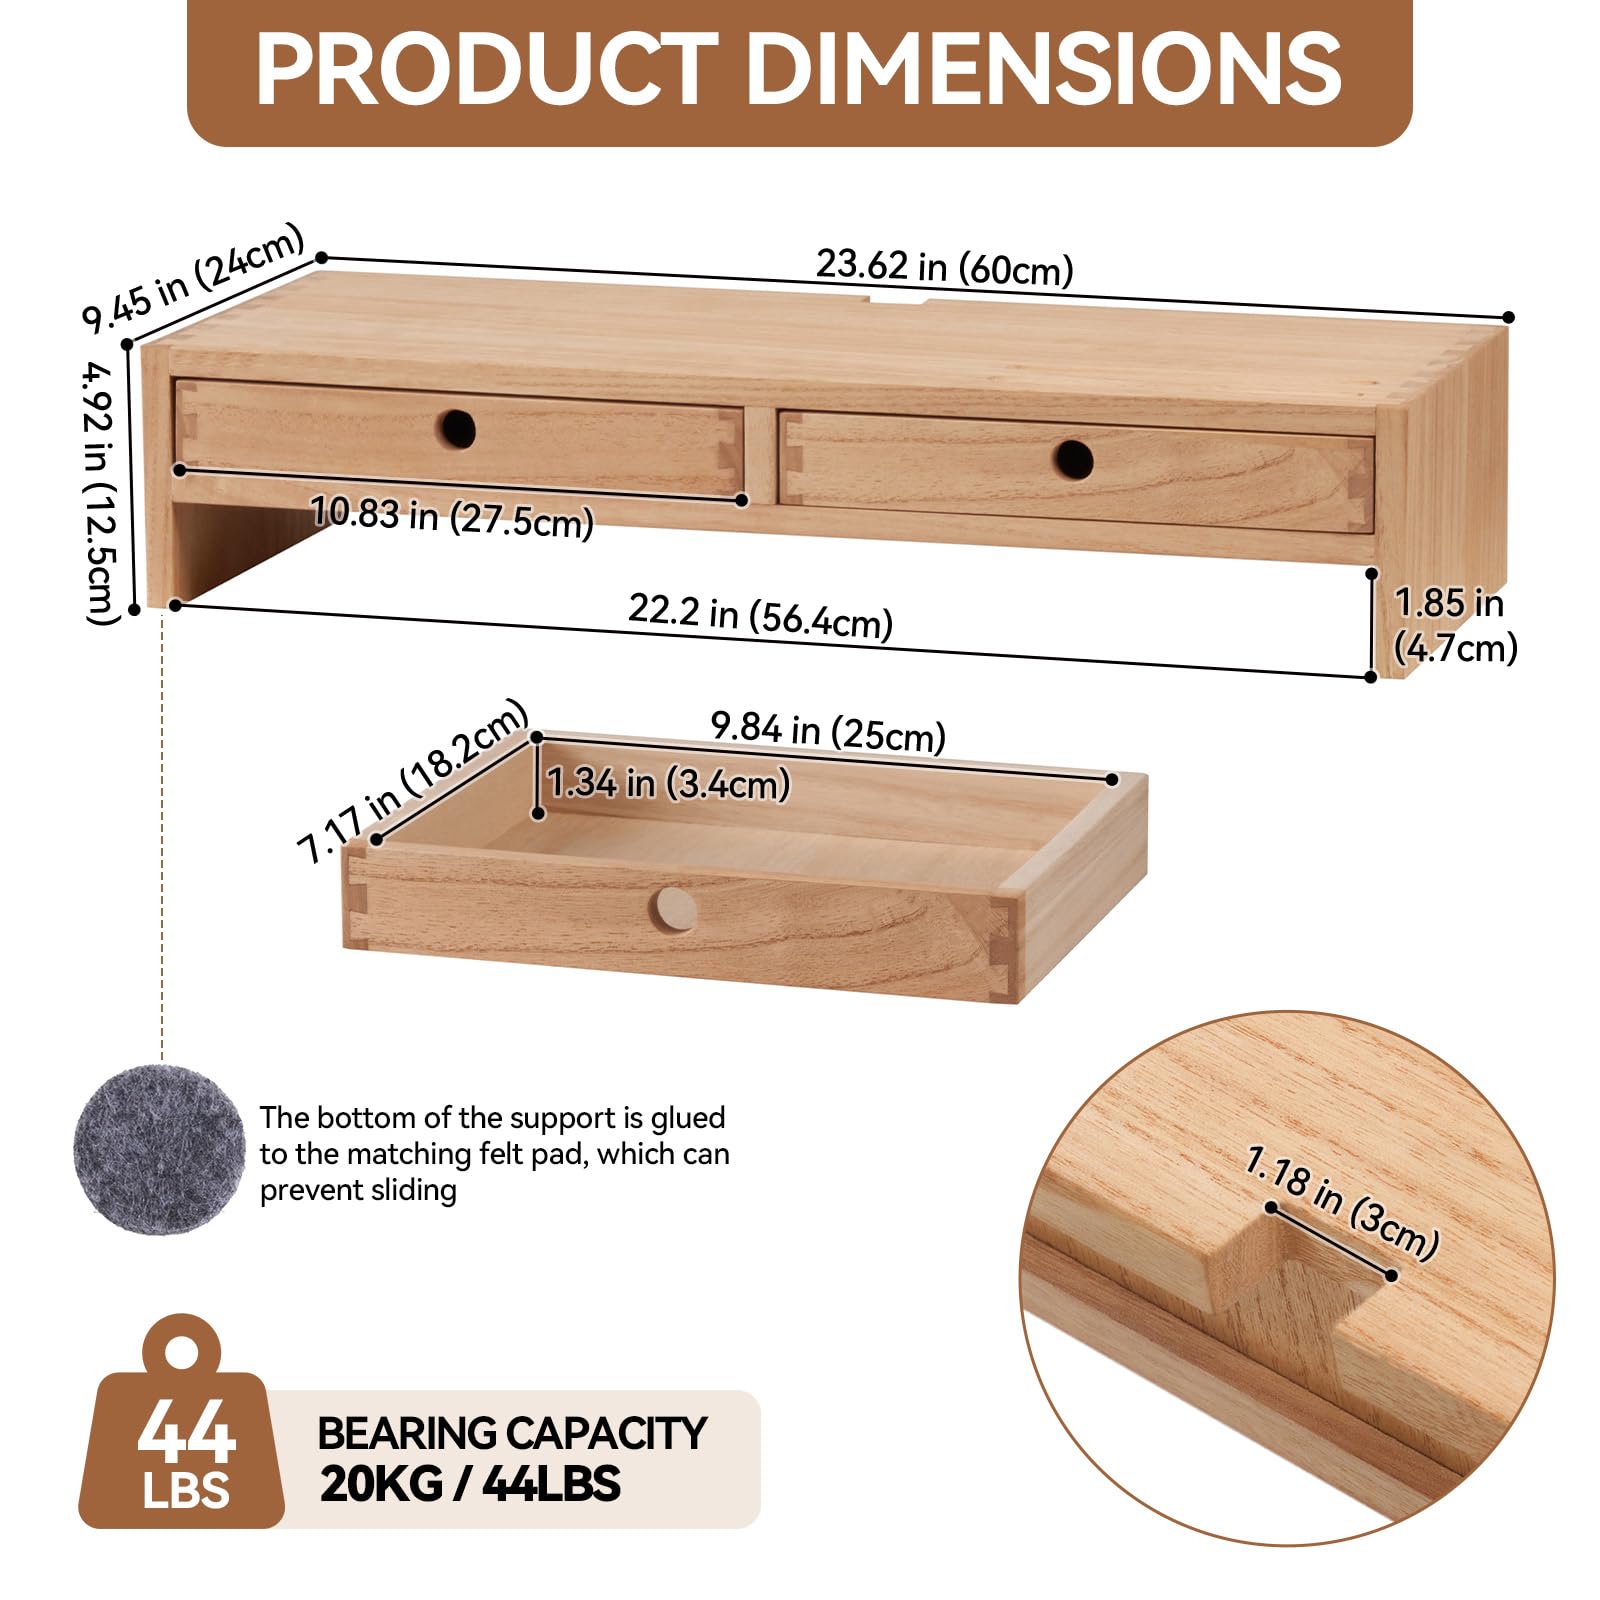 PRODUCT DIMENSIONS
9.45 in (24cm)
23.62 in (60cm)
4.92 in (12.5cm)
10.83 in (27.5cm)
22.2 in (56.4cm)
1.85 in
(4.7cm)
7.17 in (18.2cm)
9.84 in (25cm)
1.34 in (3.4cm)
The bottom of the support is glued
to the matching felt pad, which can
prevent sliding
1.18 in (3cm)
44
LBS
BEARING CAPACITY
20KG / 44LBS